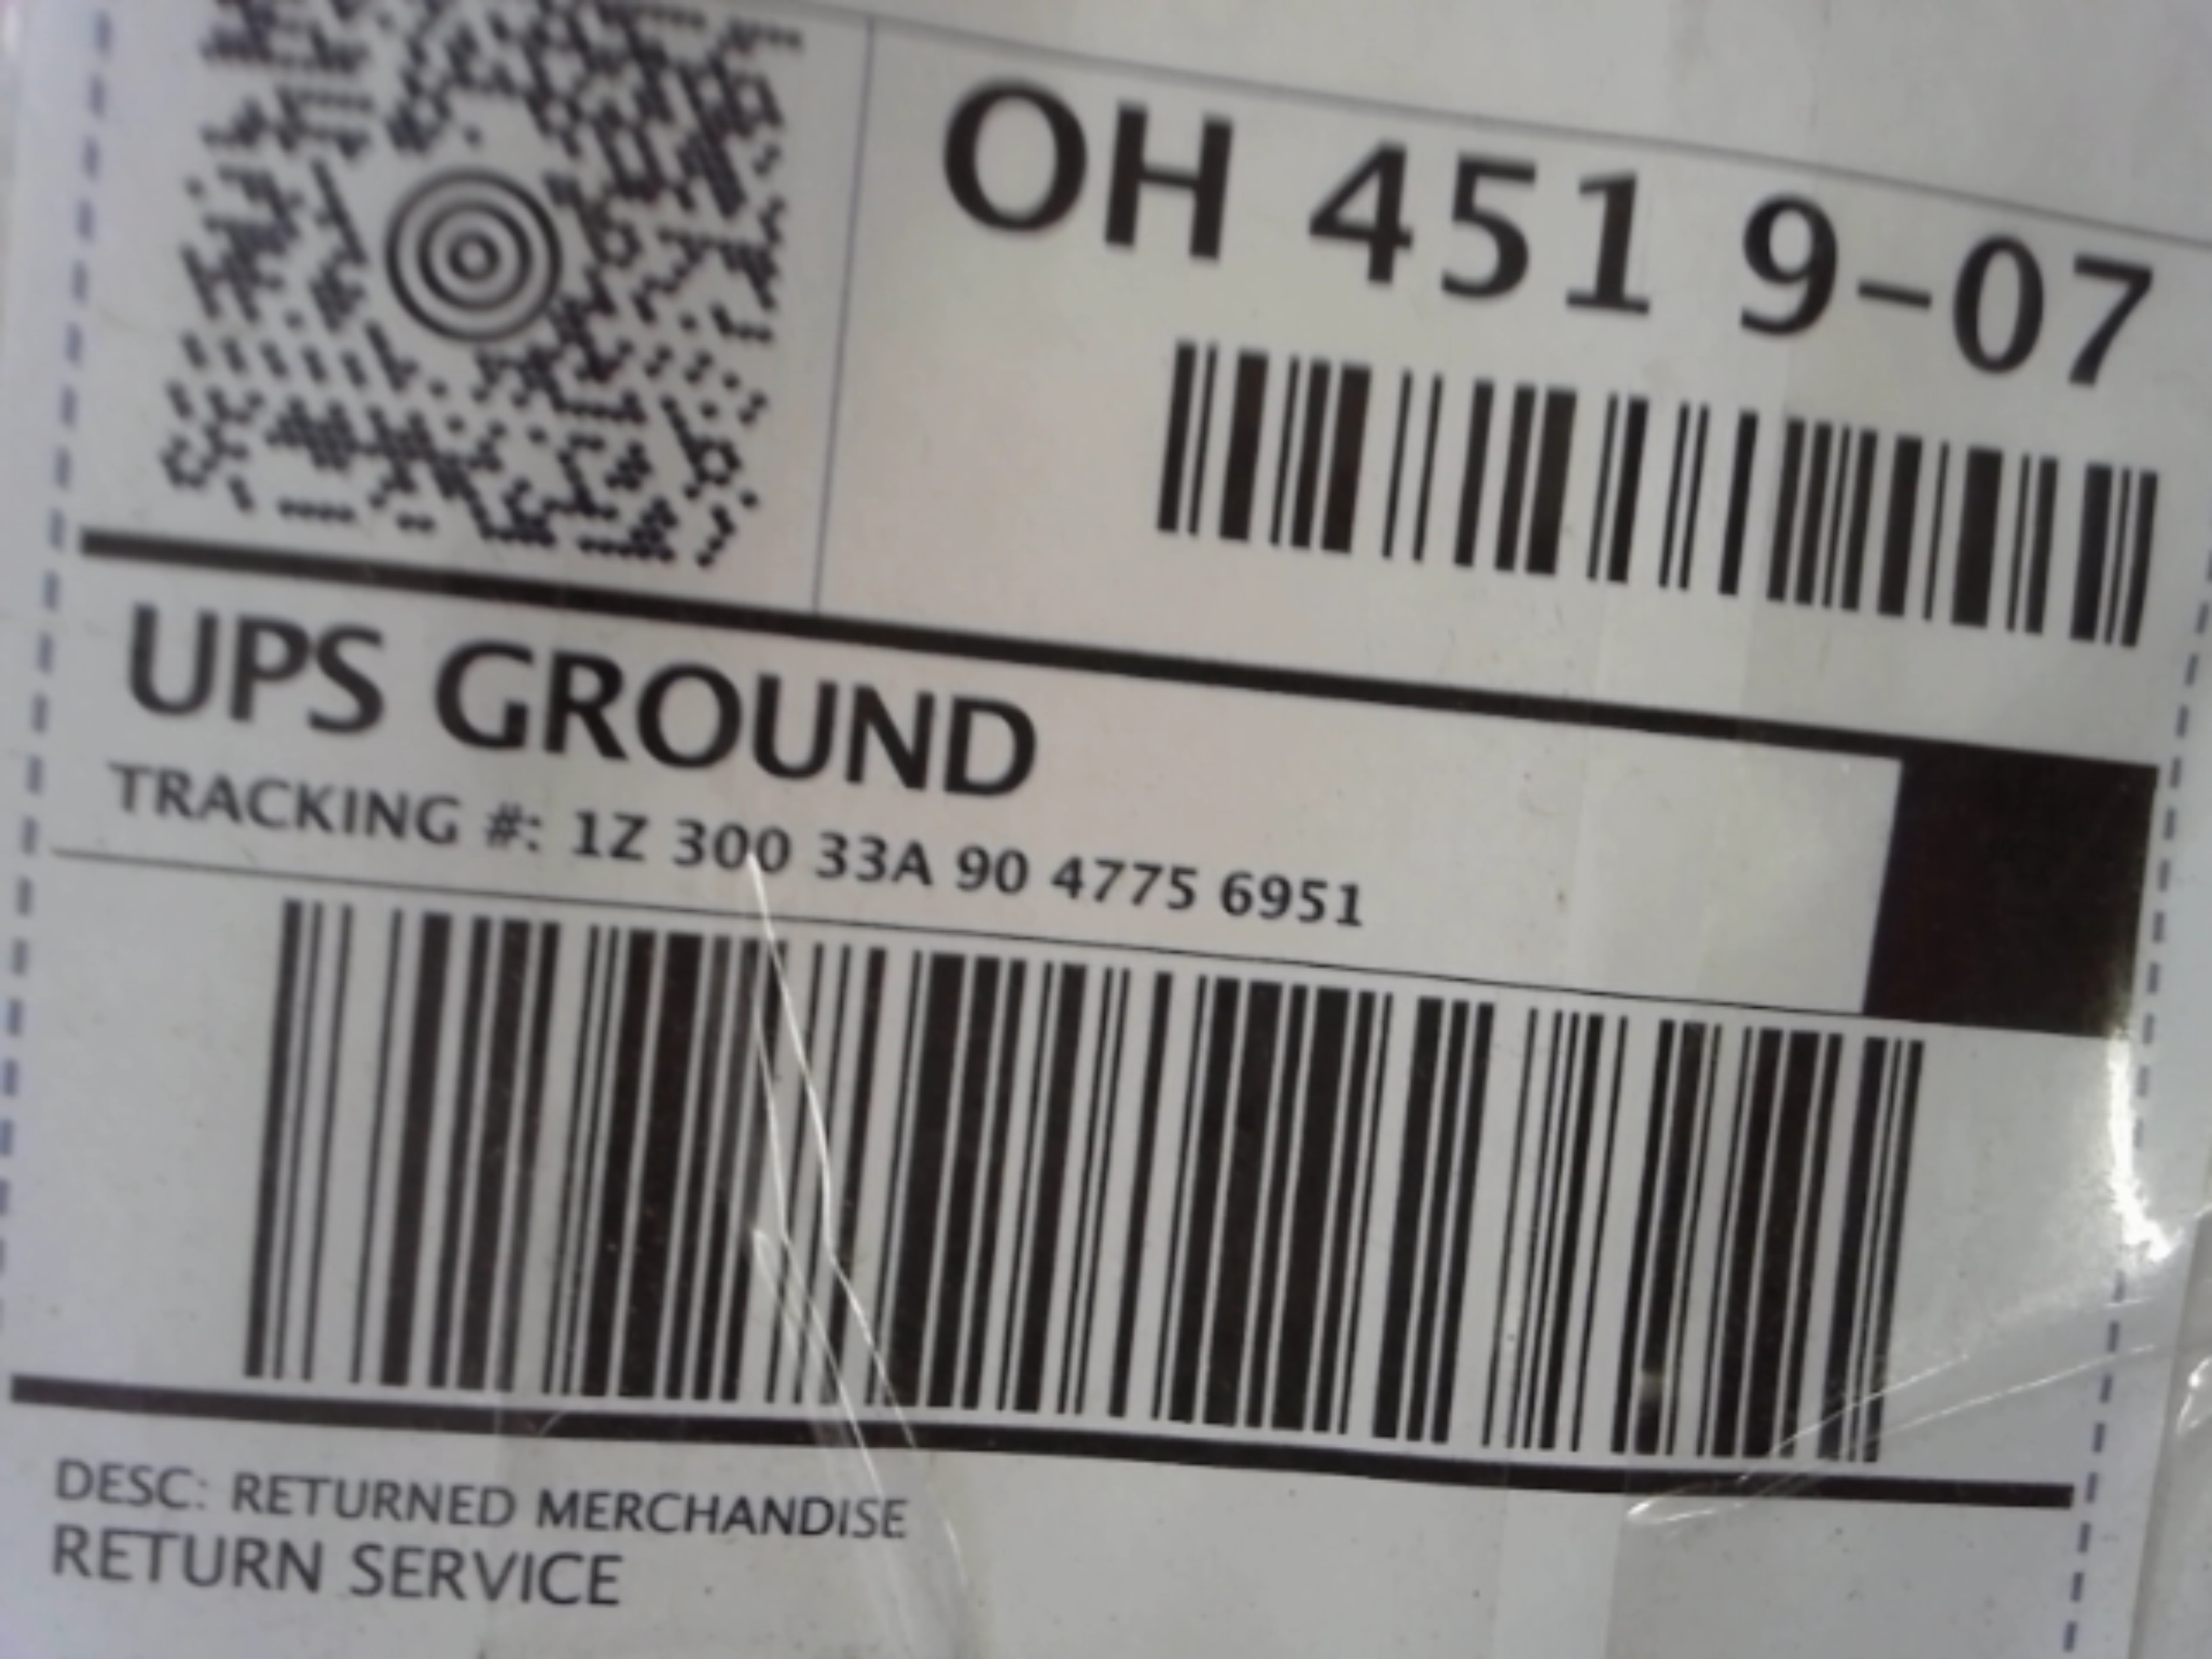 OH 451 9-07
UPS GROUND
TRACKING #: 1Z 300 33A 90 4775 6951
DESC: RETURNED MERCHANDISE
RETURN SERVICE